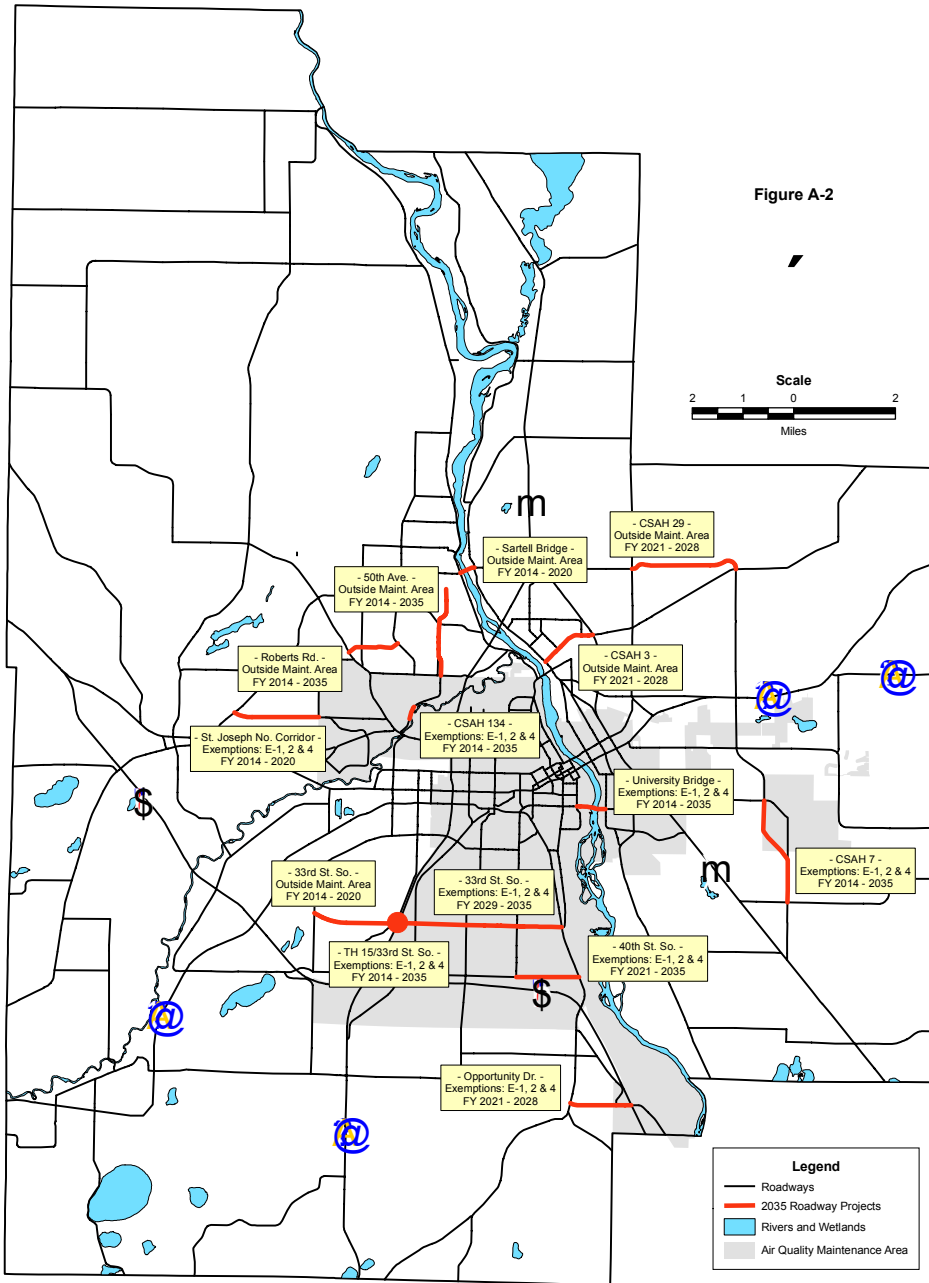 Figure A-2
Scale
2 1 0 2
Miles
m
- CSAH 29 -
Outside Maint. Area
FY 2021 - 2028
- Sartell Bridge -
Outside Maint. Area
FY 2014 - 2020
- 50th Ave. -
Outside Maint. Area
FY 2014 - 2035
- Roberts Rd. -
Outside Maint. Area
FY 2014 - 2035
- CSAH 3 -
Outside Maint. Area
FY 2021 - 2028
@
@
- St. Joseph No. Corridor -
Exemptions: E-1, 2 & 4
FY 2014 - 2020
- CSAH 134 -
Exemptions: E-1, 2 & 4
FY 2014 - 2035
- University Bridge -
Exemptions: E-1, 2 & 4
FY 2014 - 2035
$
m
- CSAH 7 -
Exemptions: E-1, 2 & 4
FY 2014 - 2035
- 33rd St. So. -
Outside Maint. Area
FY 2014 - 2020
- 33rd St. So. -
Exemptions: E-1, 2 & 4
FY 2029 - 2035
- TH 15/33rd St. So. -
Exemptions: E-1, 2 & 4
FY 2014 - 2035
- 40th St. So. -
Exemptions: E-1, 2 & 4
FY 2021 - 2035
$
@
- Opportunity Dr. -
Exemptions: E-1, 2 & 4
FY 2021 - 2028
@
Legend
Roadways
2035 Roadway Projects
Rivers and Wetlands
Air Quality Maintenance Area